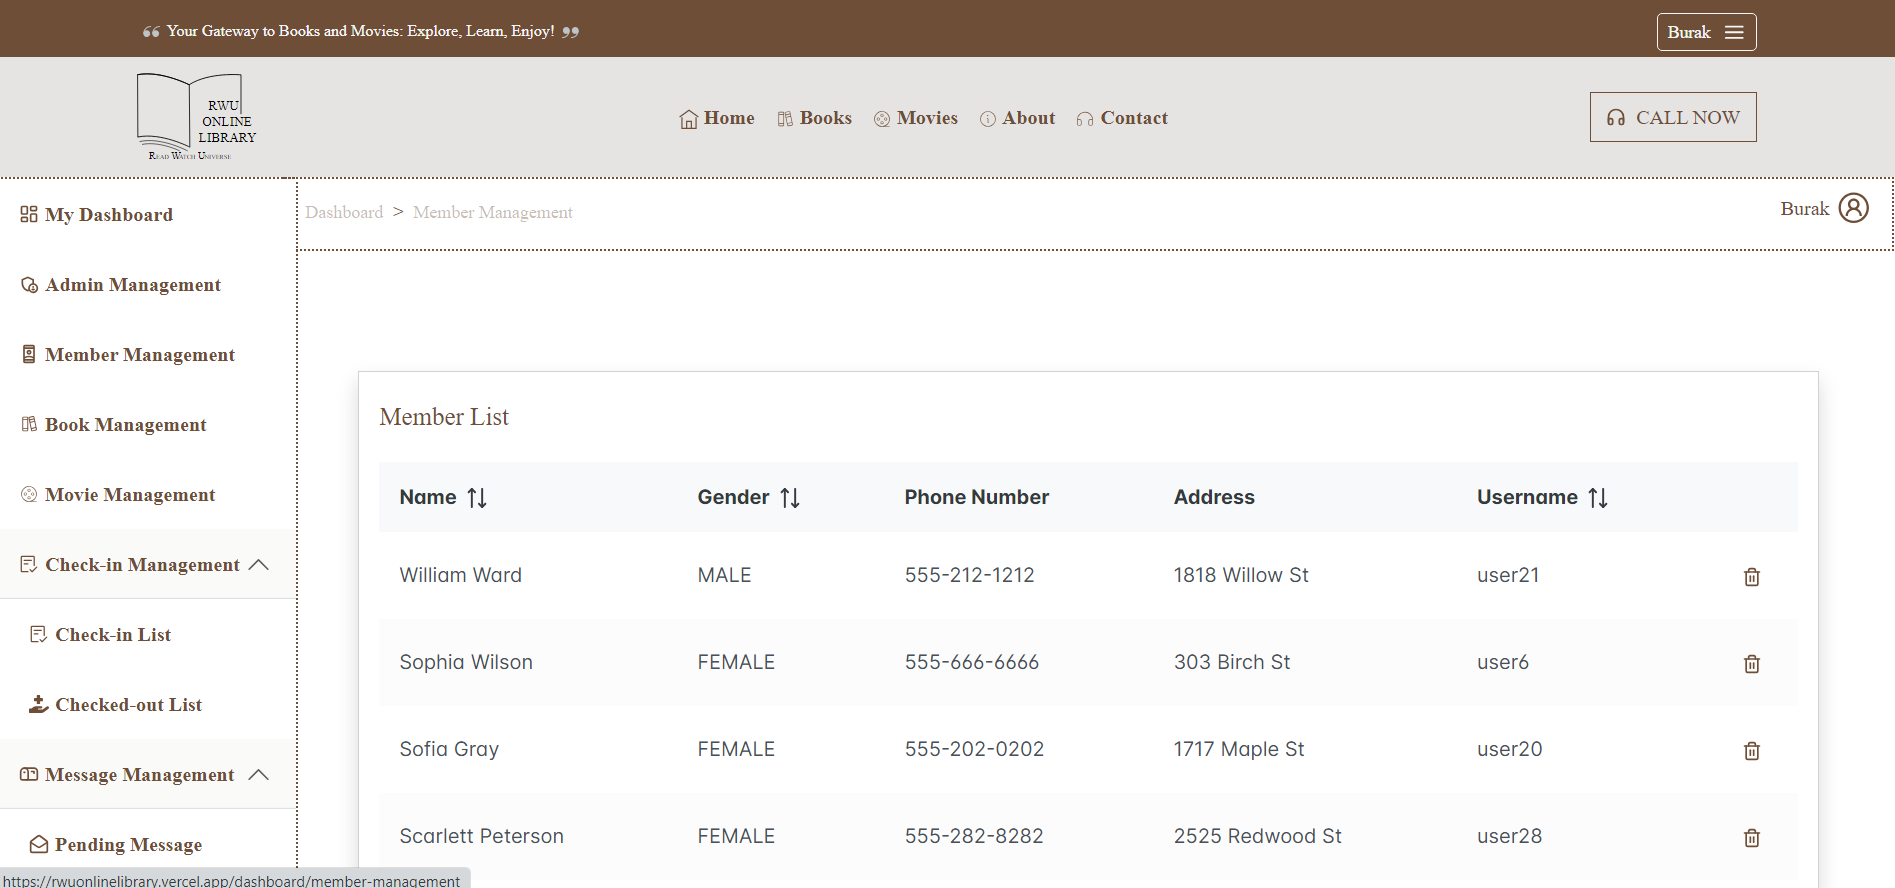 Your Gateway to Books and Movies: Explore, Learn, Enjoy!
Burak
RWU
ONLINE
LIBRARY
Read Watch Universe
Home Books Movies About Contact
CALL NOW
My Dashboard
Admin Management
Member Management
Book Management
Movie Management
Check-in Management
Check-in List
Checked-out List
Message Management
Pending Message
Dashboard > Member Management
Burak
Member List
Name Gender Phone Number Address Username
William Ward MALE 555-212-1212 1818 Willow St user21
Sophia Wilson FEMALE 555-666-6666 303 Birch St user6
Sofia Gray FEMALE 555-202-0202 1717 Maple St user20
Scarlett Peterson FEMALE 555-282-8282 2525 Redwood St user28
https://rwuonlinelibrary.vercel.app/dashboard/member-management